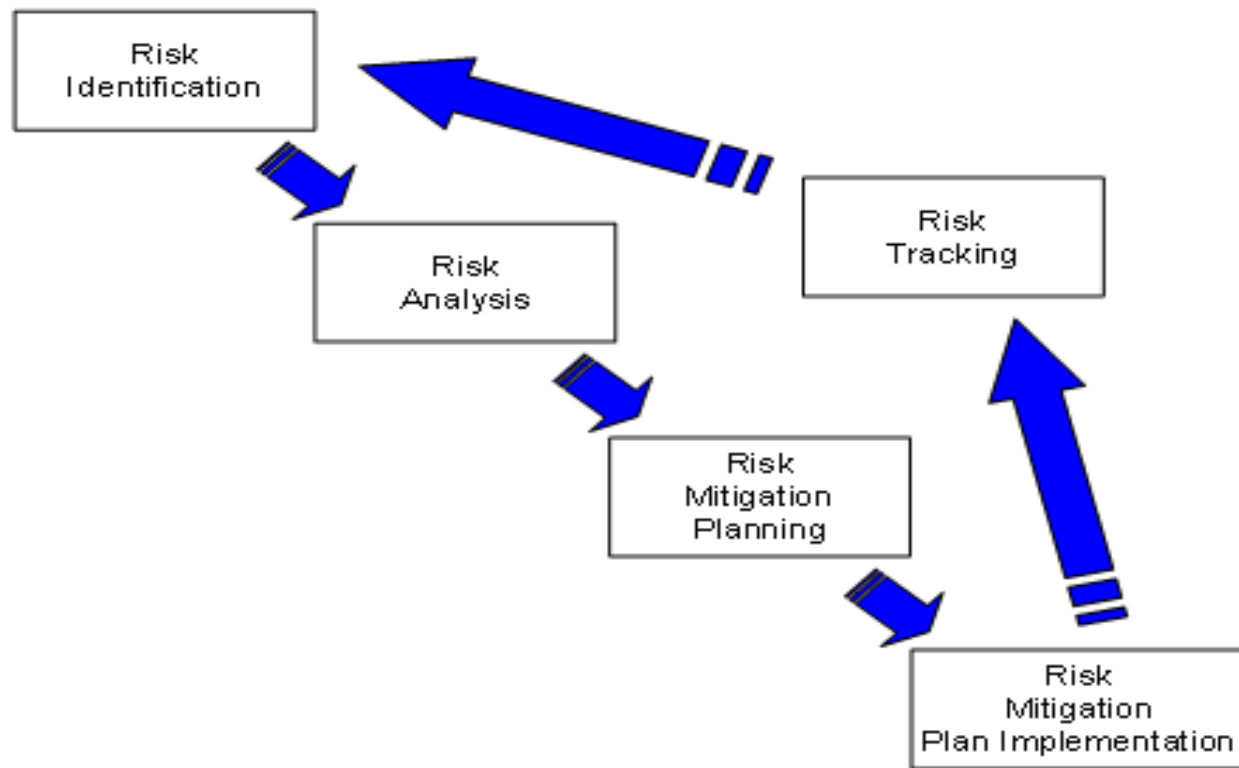 Risk
Identification
Risk
Analysis
Risk
Mitigation
Planning
Risk
Mitigation
Plan Implementation
Risk
Tracking